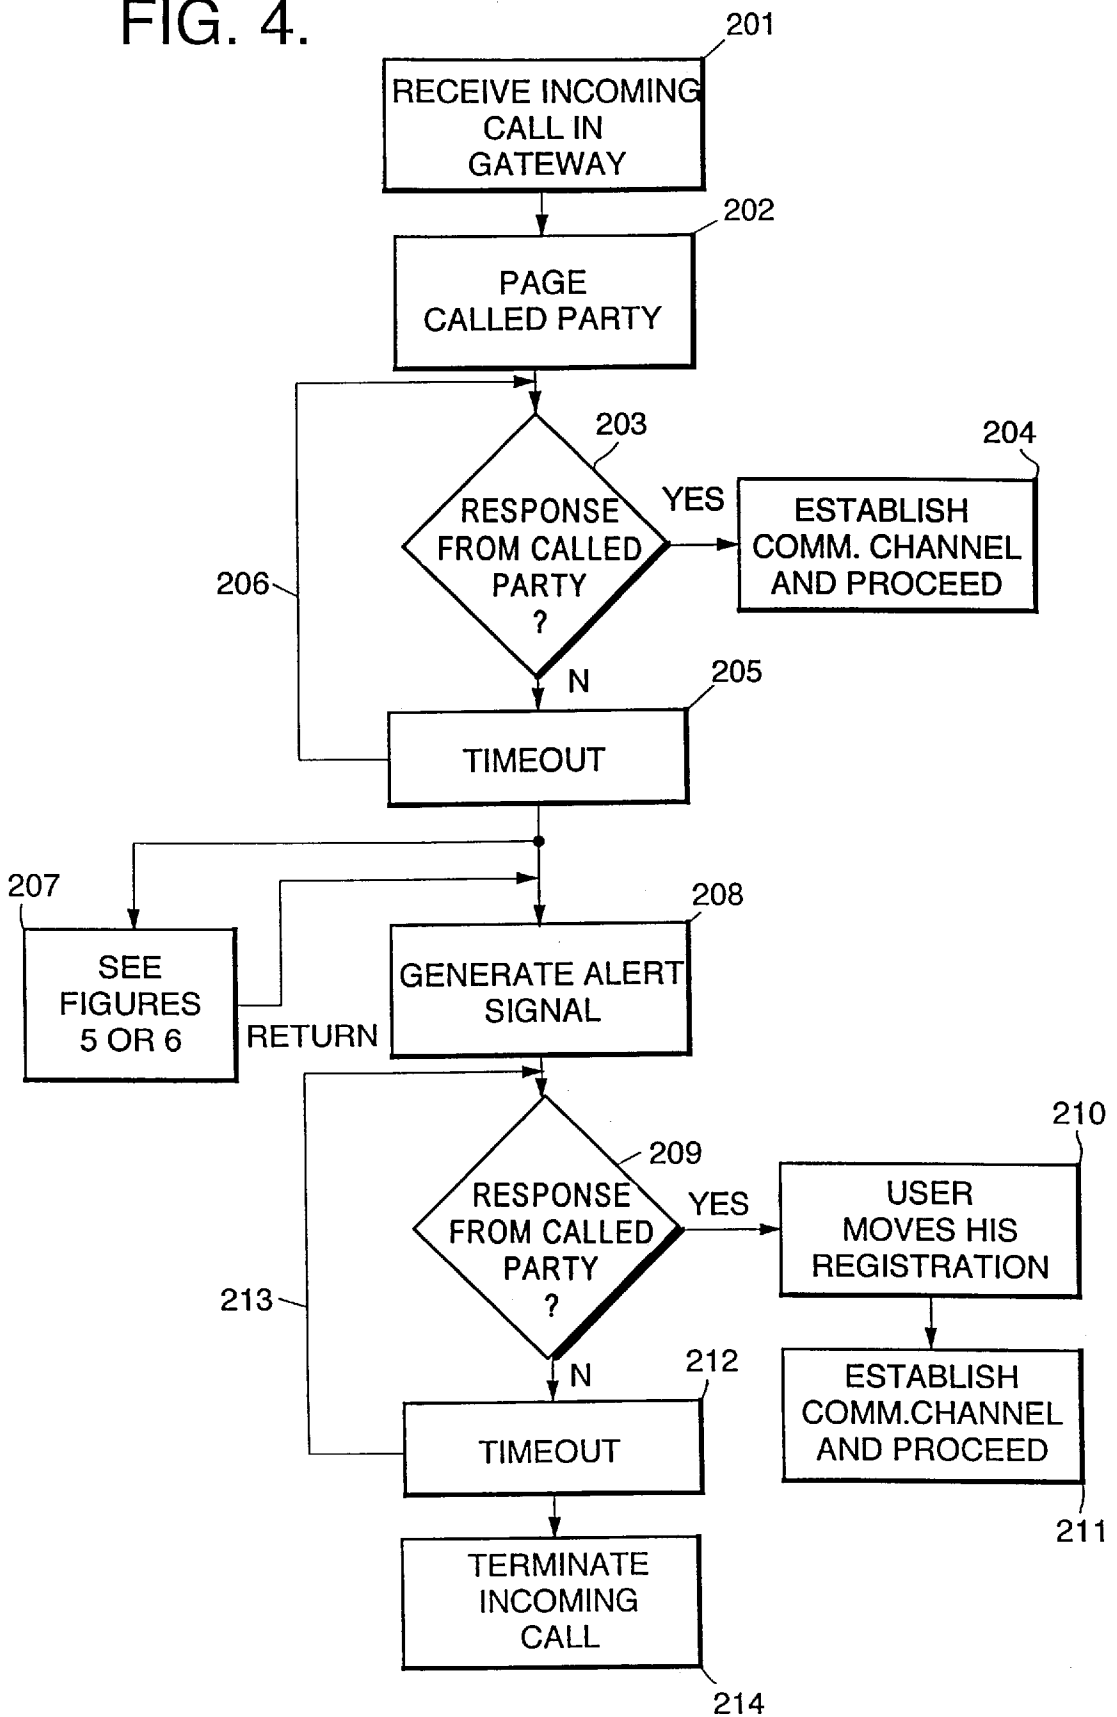 FIG. 4.
201
RECEIVE INCOMING
CALL IN
GATEWAY
202
PAGE
CALLED PARTY
203
RESPONSE
FROM CALLED
PARTY
?
YES
204
ESTABLISH
COMM. CHANNEL
AND PROCEED
206
N
205
TIMEOUT
207
SEE
FIGURES
5 OR 6
RETURN
208
GENERATE ALERT
SIGNAL
209
RESPONSE
FROM CALLED
PARTY
?
YES
210
USER
MOVES HIS
REGISTRATION
213
ESTABLISH
COMM.CHANNEL
AND PROCEED
211
N
212
TIMEOUT
TERMINATE
INCOMING
CALL
214